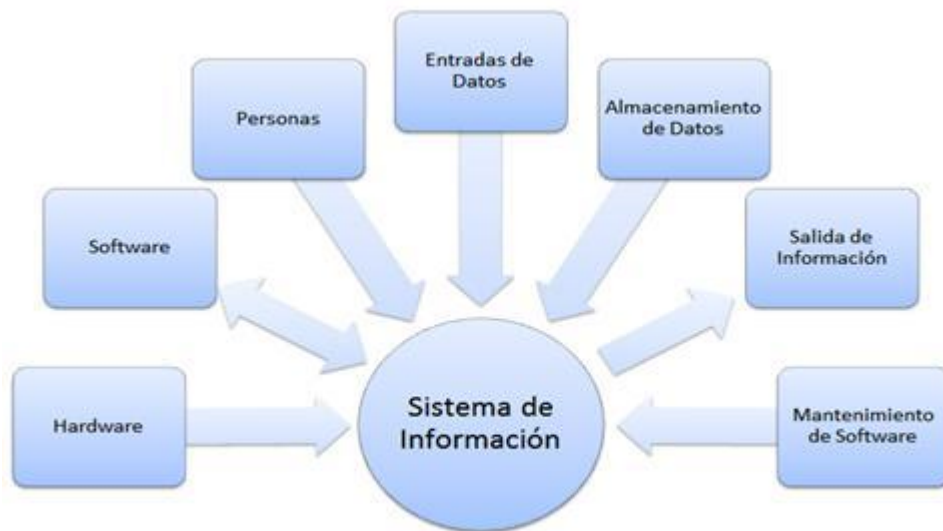 Entradas de
Datos
Personas
Almacenamiento
de Datos
Software
Salida de
Información
Hardware
Sistema de
Información
Mantenimiento
de Software